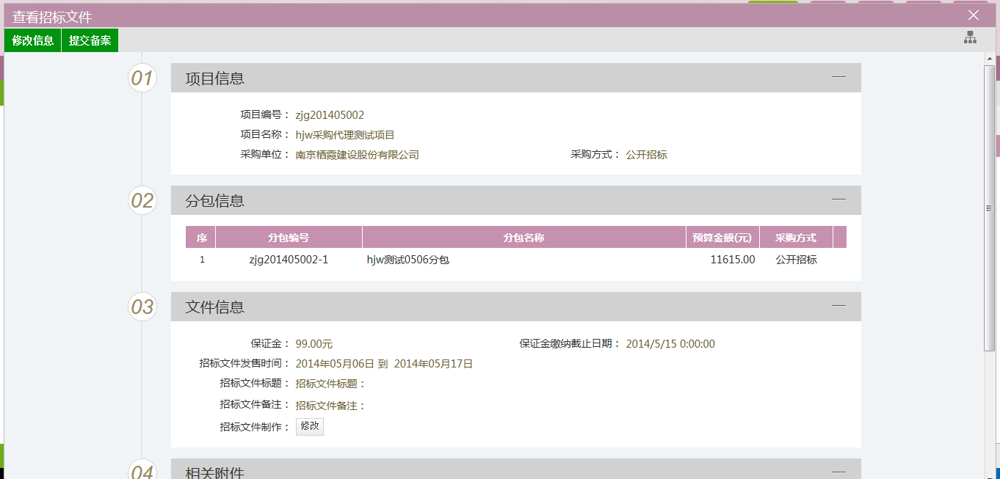 查看招标文件
修改信息 提交备案
01 项目信息
项目编号： zjg201405002
项目名称： hjw采购代理测试项目
采购单位： 南京栖霞建设股份有限公司 采购方式： 公开招标
02 分包信息
序 分包编号 分包名称 预算金额(元) 采购方式
1 zjg201405002-1 hjw测试0506分包 11615.00 公开招标
03 文件信息
保证金： 99.00元 保证金缴纳截止日期： 2014/5/15 0:00:00
招标文件发售时间： 2014年05月06日 到 2014年05月17日
招标文件标题： 招标文件标题：
招标文件备注： 招标文件备注：
招标文件制作： 修改
04 相关附件